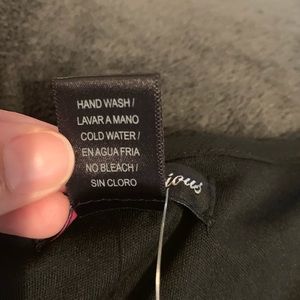 HAND WASH /
LAVAR A MANO
COLD WATER /
EN AGUA FRIA
NO BLEACH /
SIN CLORO